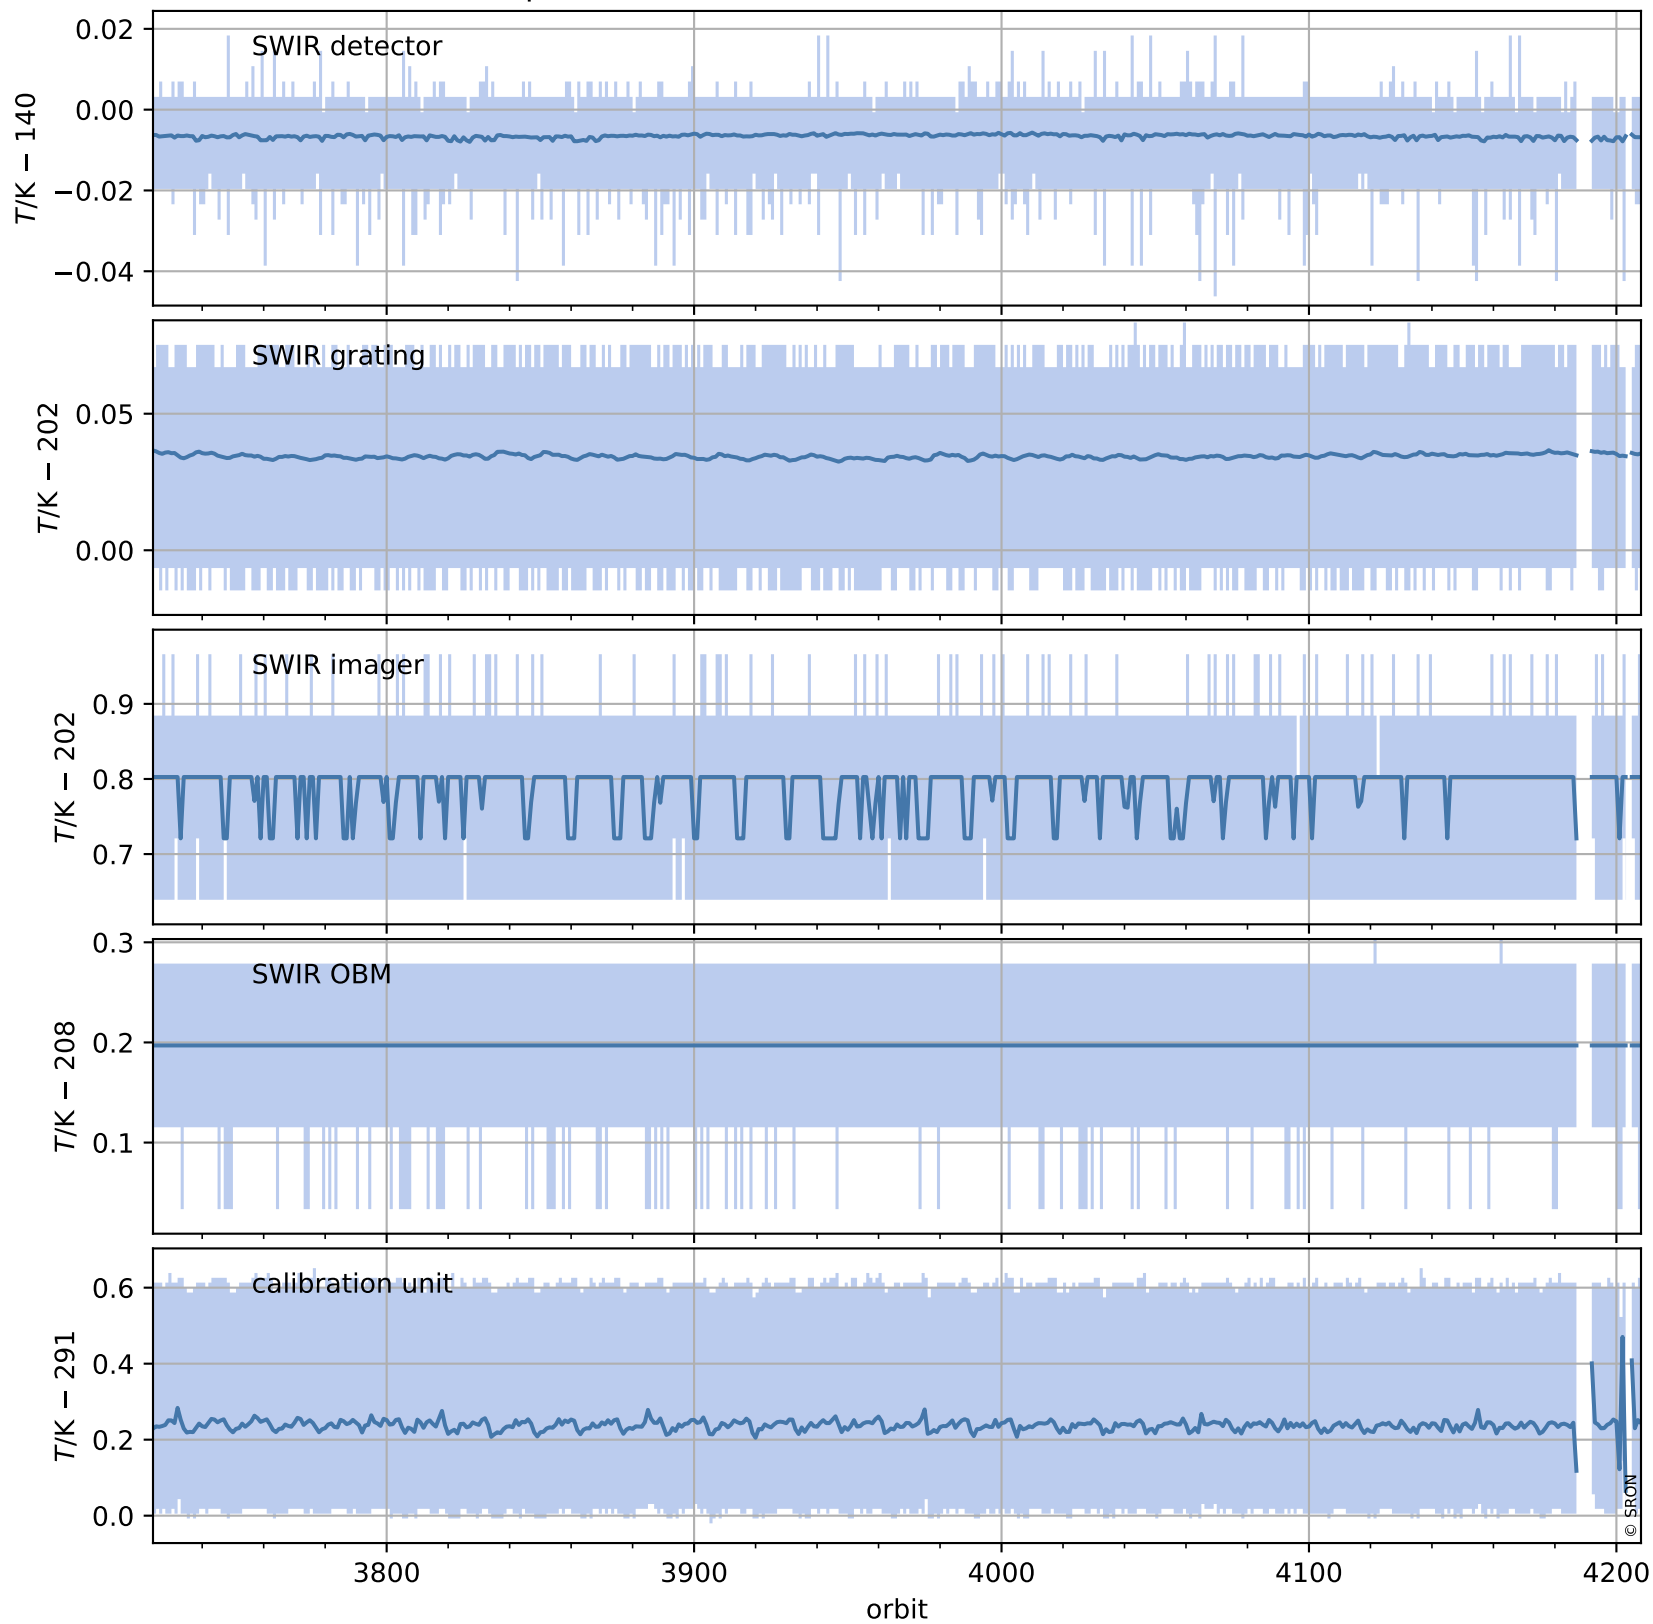 0.02
0.00
−0.02
−0.04
T/K − 140
SWIR detector
0.05
0.00
T/K − 202
SWIR grating
0.9
0.8
0.7
T/K − 202
SWIR imager
0.3
0.2
0.1
T/K − 208
SWIR OBM
0.6
0.4
0.2
0.0
T/K − 291
calibration unit
© SRON
3800 3900 4000 4100 4200
orbit